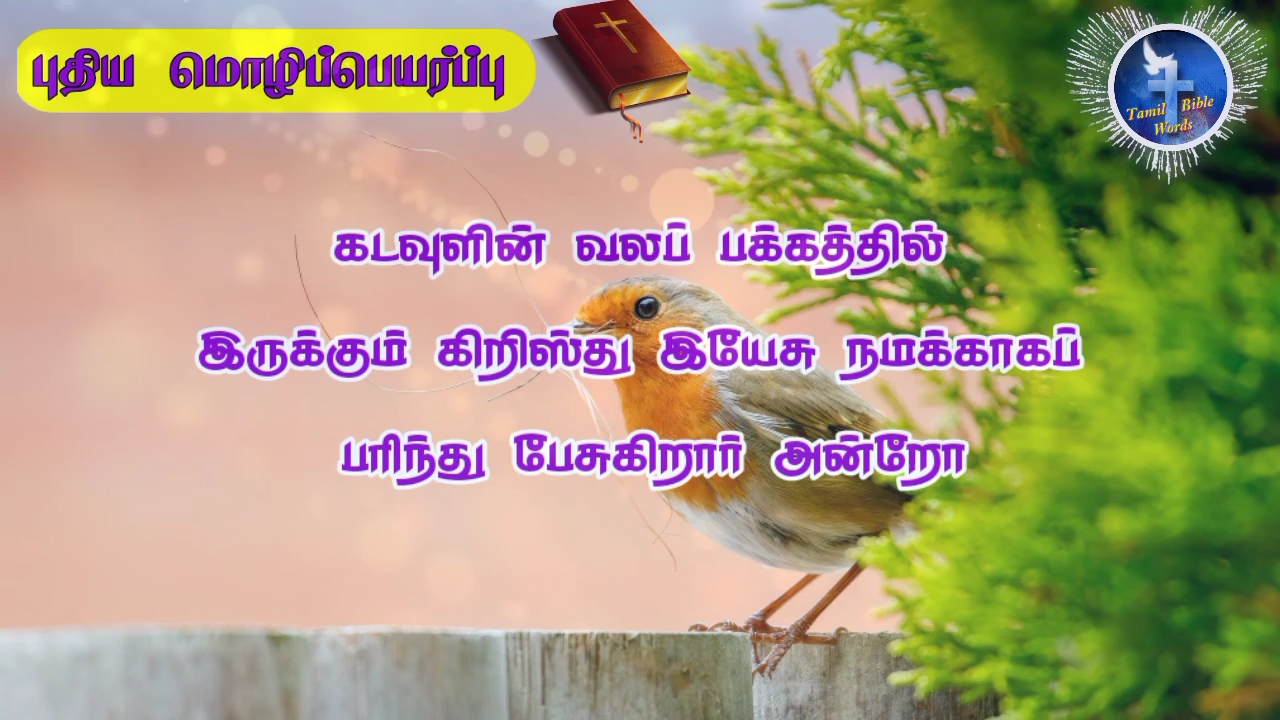 புதிய மொழிப்பெயர்ப்பு
Tamil Bible
Words
கடவுளின் வலப் பக்கத்தில்
இருக்கும் கிறிஸ்து இயேசு நமக்காகப்
பரிந்து பேசுகிறார் அன்றோ